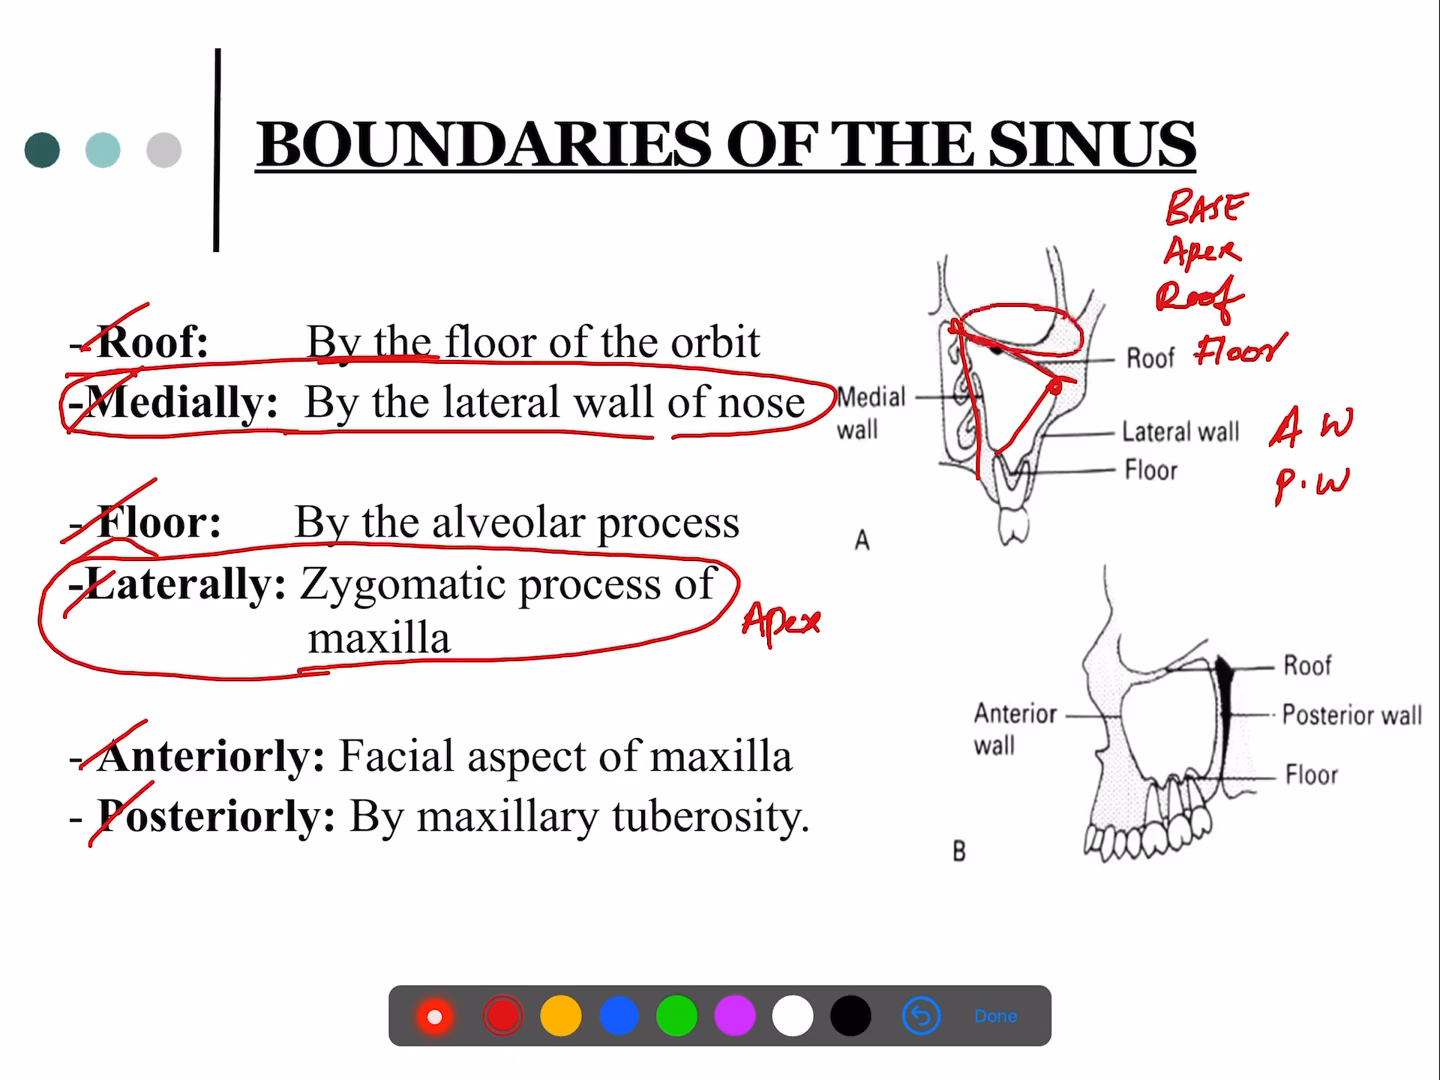 BOUNDARIES OF THE SINUS
BASE
Apex
Roof
Floor
A W
P.W
- Roof: By the floor of the orbit
-Medially: By the lateral wall of nose
- Floor: By the alveolar process
-Laterally: Zygomatic process of
maxilla
Apex
- Anteriorly: Facial aspect of maxilla
- Posteriorly: By maxillary tuberosity.
Roof
Medial
wall
Lateral wall
Floor
A
Roof
Anterior
wall
Posterior wall
Floor
B
Done